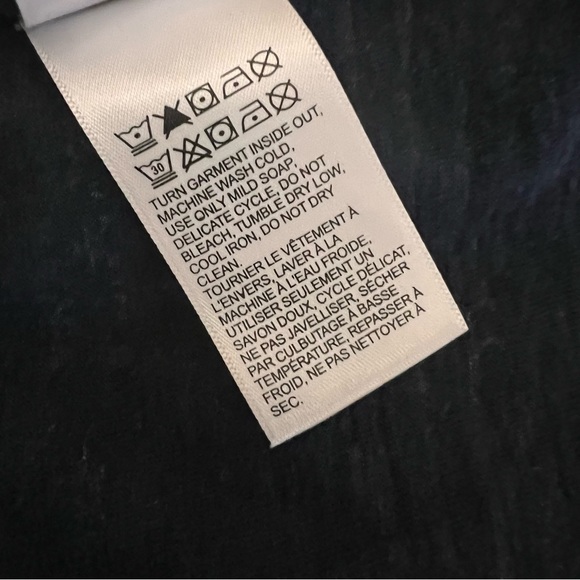 30
TURN GARMENT INSIDE OUT,
MACHINE WASH COLD,
USE ONLY MILD SOAP,
DELICATE CYCLE, DO NOT
BLEACH, TUMBLE DRY LOW,
COOL IRON, DO NOT DRY
CLEAN.
TOURNER LE VÊTEMENT À
L'ENVERS, LAVER À LA
MACHINE À L'EAU FROIDE,
UTILISER SEULEMENT UN
SAVON DOUX, CYCLE DÉLICAT,
NE PAS JAVELLISER, SÉCHER
PAR CULBUTAGE À BASSE
TEMPÉRATURE, REPASSER À
FROID, NE PAS NETTOYER À
SEC.